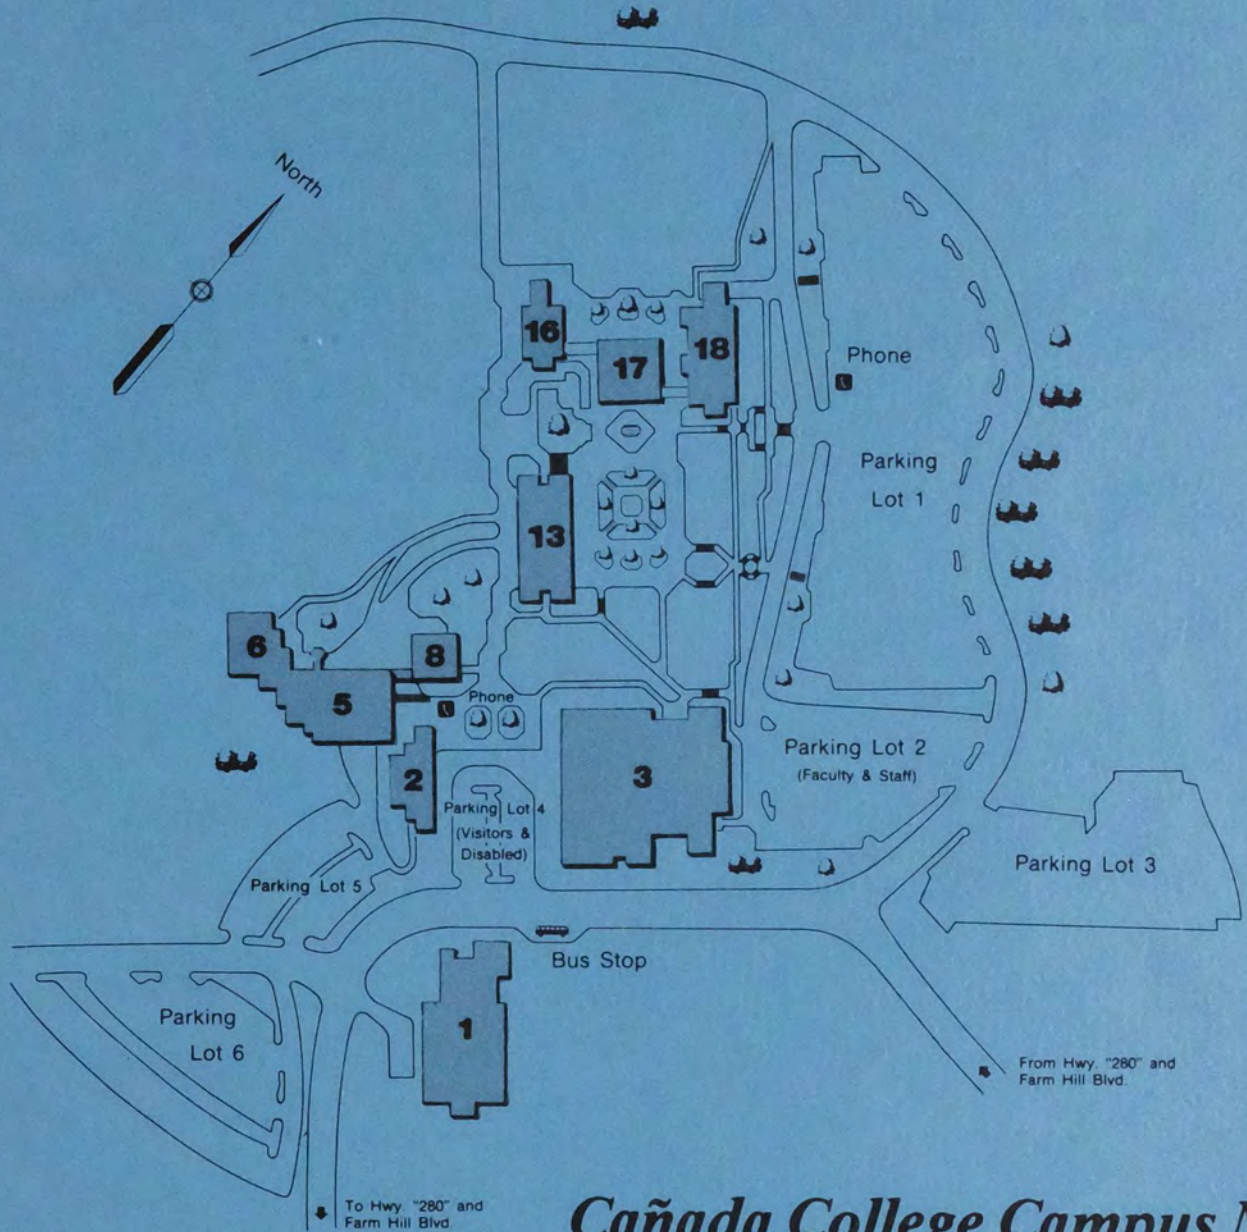 North
16
17
18
Phone
Parking
Lot 1
13
6
8
5
Phone
2
3
Parking Lot 2
(Faculty & Staff)
Parking Lot 4
(Visitors &
Disabled)
Parking Lot 3
Parking Lot 5
Bus Stop
Parking
Lot 6
1
From Hwy. "280" and
Farm Hill Blvd.
To Hwy. "280" and
Farm Hill Blvd.
Cañada College Campus